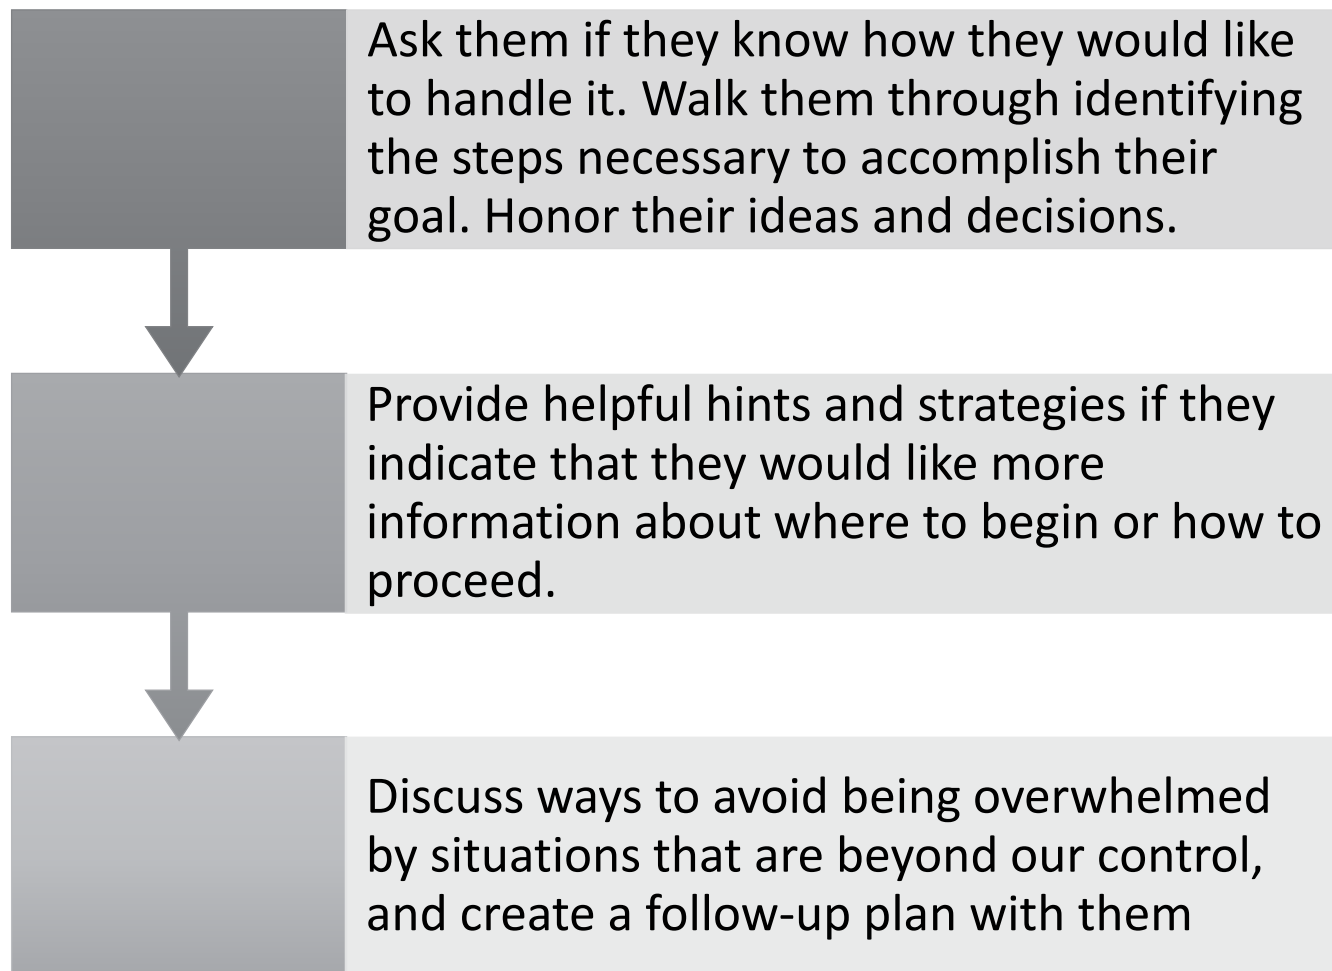 Ask them if they know how they would like
to handle it. Walk them through identifying
the steps necessary to accomplish their
goal. Honor their ideas and decisions.
Provide helpful hints and strategies if they
indicate that they would like more
information about where to begin or how to
proceed.
Discuss ways to avoid being overwhelmed
by situations that are beyond our control,
and create a follow-up plan with them